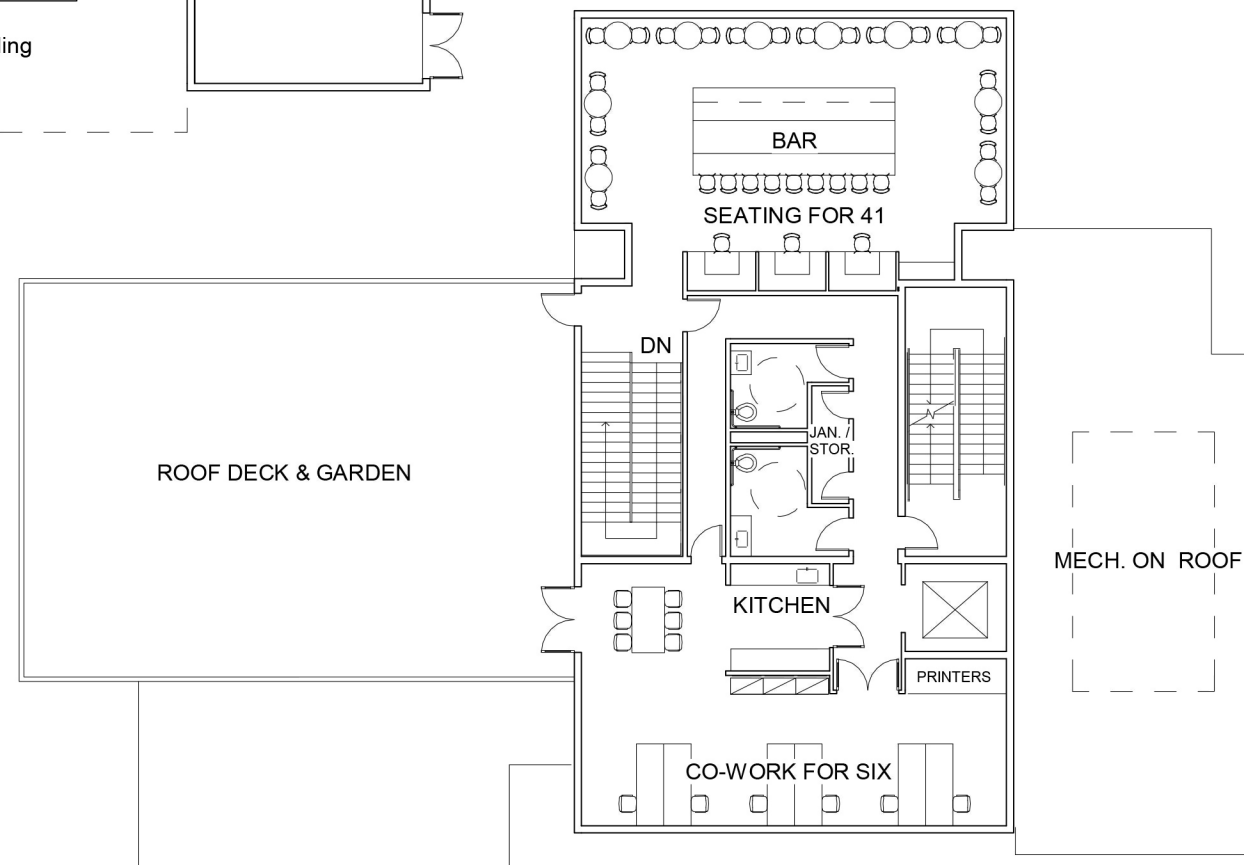 BAR
SEATING FOR 41
DN
JAN. /
STOR.
ROOF DECK & GARDEN
MECH. ON ROOF
KITCHEN
PRINTERS
CO-WORK FOR SIX